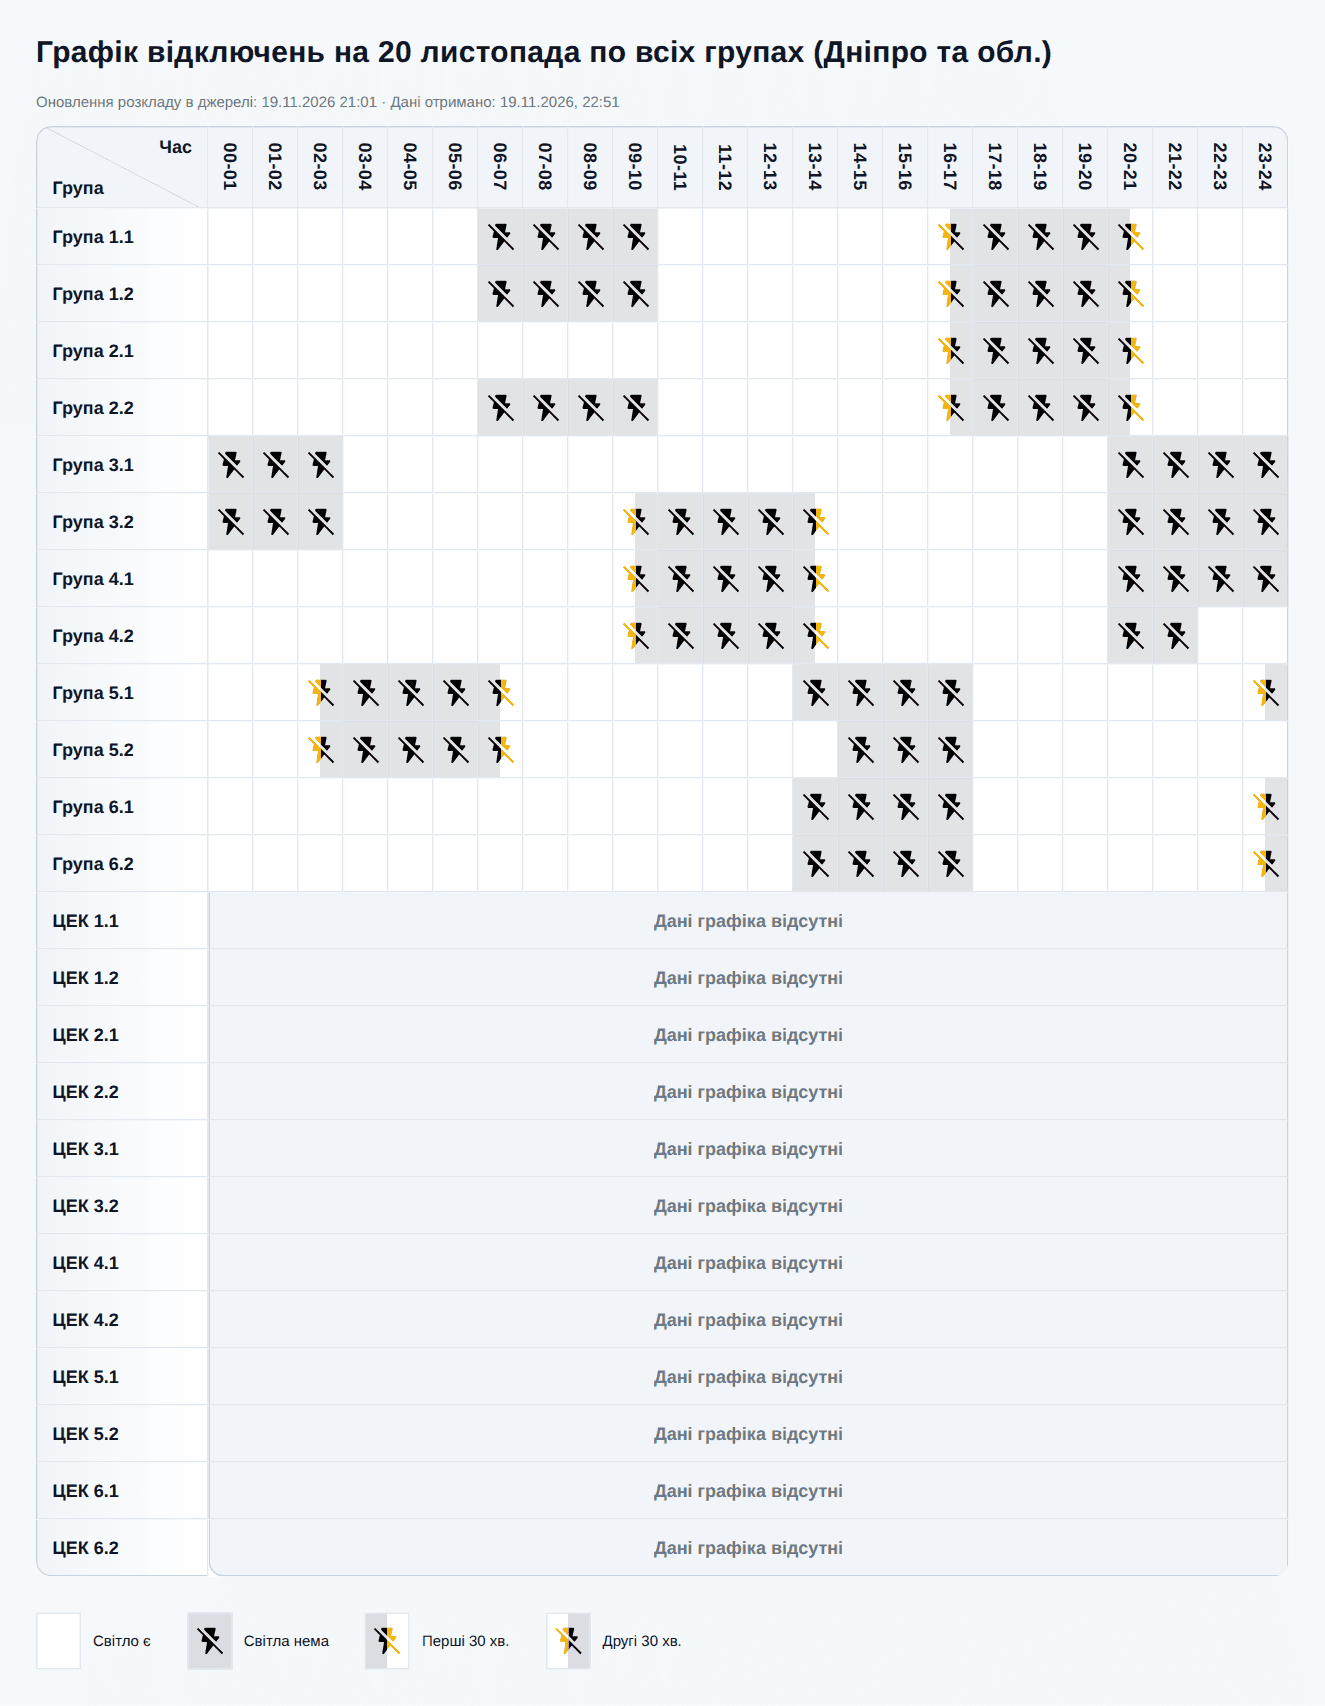 Графік відключень на 20 листопада по всіх групах (Дніпро та обл.)
Оновлення розкладу в джерелі: 19.11.2026 21:01 · Дані отримано: 19.11.2026, 22:51
Час
Група
00-01 01-02 02-03 03-04 04-05 05-06 06-07 07-08 08-09 09-10 10-11 11-12 12-13 13-14 14-15 15-16 16-17 17-18 18-19 19-20 20-21 21-22 22-23 23-24
Група 1.1
Група 1.2
Група 2.1
Група 2.2
Група 3.1
Група 3.2
Група 4.1
Група 4.2
Група 5.1
Група 5.2
Група 6.1
Група 6.2
ЦЕК 1.1 Дані графіка відсутні
ЦЕК 1.2 Дані графіка відсутні
ЦЕК 2.1 Дані графіка відсутні
ЦЕК 2.2 Дані графіка відсутні
ЦЕК 3.1 Дані графіка відсутні
ЦЕК 3.2 Дані графіка відсутні
ЦЕК 4.1 Дані графіка відсутні
ЦЕК 4.2 Дані графіка відсутні
ЦЕК 5.1 Дані графіка відсутні
ЦЕК 5.2 Дані графіка відсутні
ЦЕК 6.1 Дані графіка відсутні
ЦЕК 6.2 Дані графіка відсутні
Світло є Світла нема Перші 30 хв. Другі 30 хв.